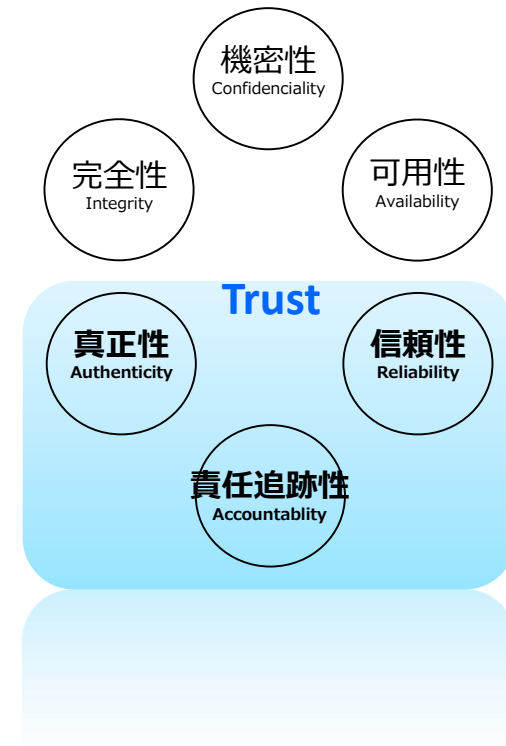 機密性
Confidenciality
完全性
Integrity
可用性
Availability
Trust
真正性
Authenticity
信頼性
Reliability
責任追跡性
Accountablity